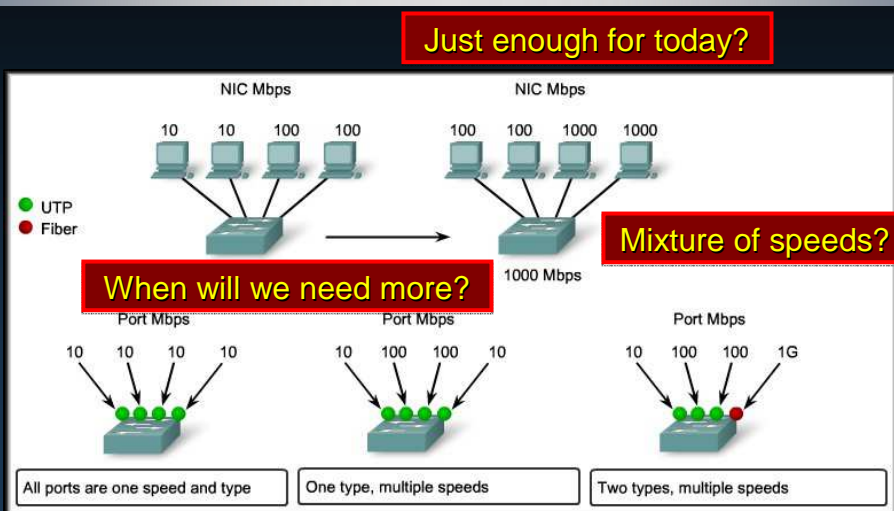 Just enough for today?
NIC Mbps NIC Mbps
10 10 100 100 100 100 1000 1000
UTP
Fiber
Mixture of speeds?
1000 Mbps
When will we need more?
Port Mbps Port Mbps Port Mbps
10 10 10 10 10 100 100 10 10 100 100 1G
All ports are one speed and type One type, multiple speeds Two types, multiple speeds